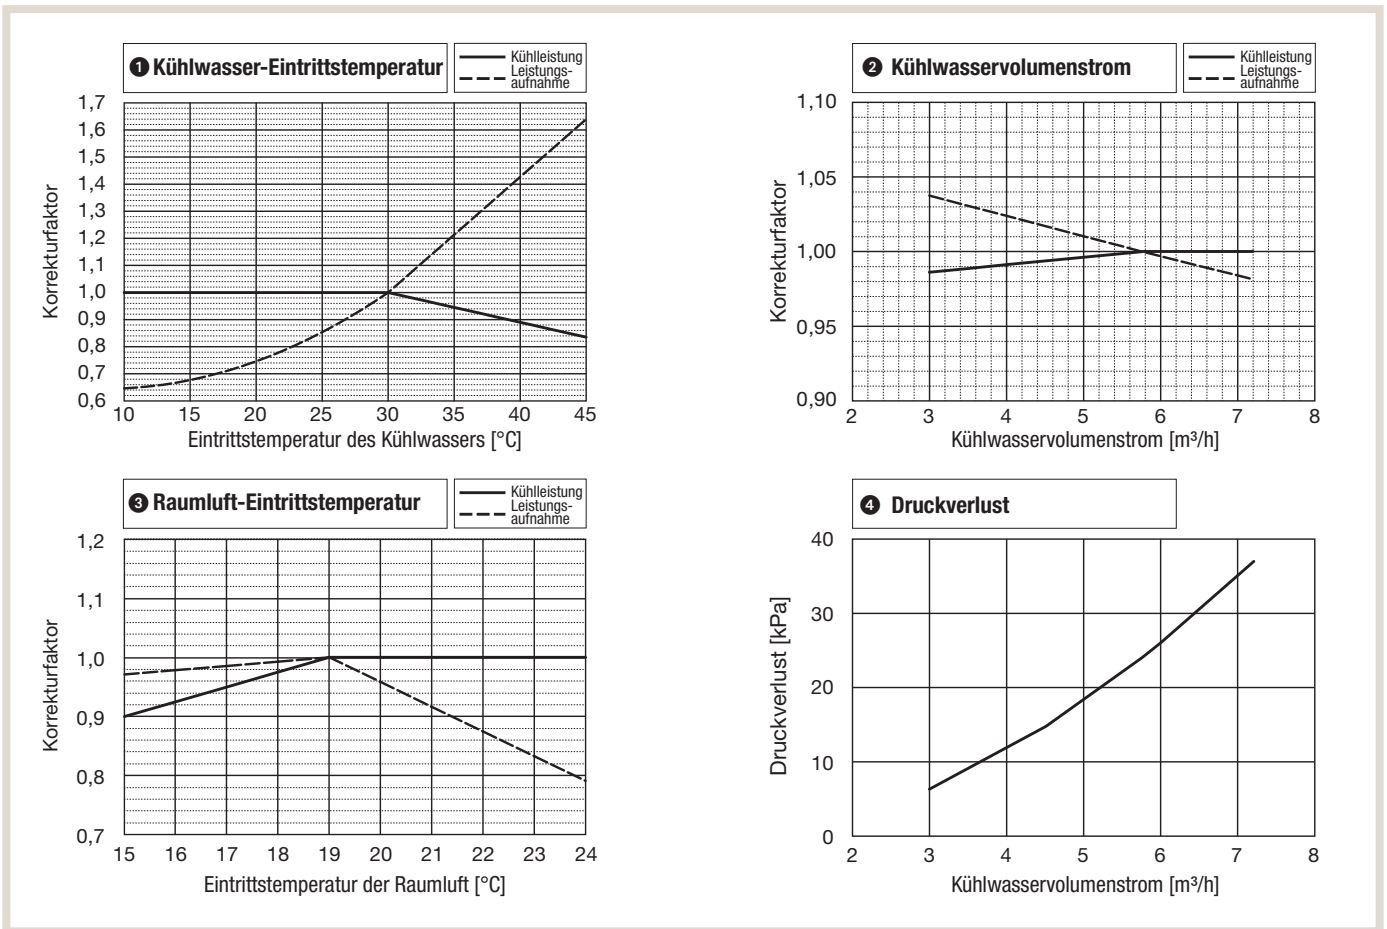 ❶ Kühlwasser-Eintrittstemperatur
Kühlleistung
Leistungs-
aufnahme
Korrekturfaktor
1,7
1,6
1,5
1,4
1,3
1,2
1,1
1,0
0,9
0,8
0,7
0,6
10 15 20 25 30 35 40 45
Eintrittstemperatur des Kühlwassers [°C]
❷ Kühlwasservolumenstrom
Kühlleistung
Leistungs-
aufnahme
Korrekturfaktor
1,10
1,05
1,00
0,95
0,90
2 3 4 5 6 7 8
Kühlwasservolumenstrom [m³/h]
❸ Raumluft-Eintrittstemperatur
Kühlleistung
Leistungs-
aufnahme
Korrekturfaktor
1,2
1,1
1,0
0,9
0,8
0,7
15 16 17 18 19 20 21 22 23 24
Eintrittstemperatur der Raumluft [°C]
❹ Druckverlust
Druckverlust [kPa]
40
30
20
10
0
2 3 4 5 6 7 8
Kühlwasservolumenstrom [m³/h]